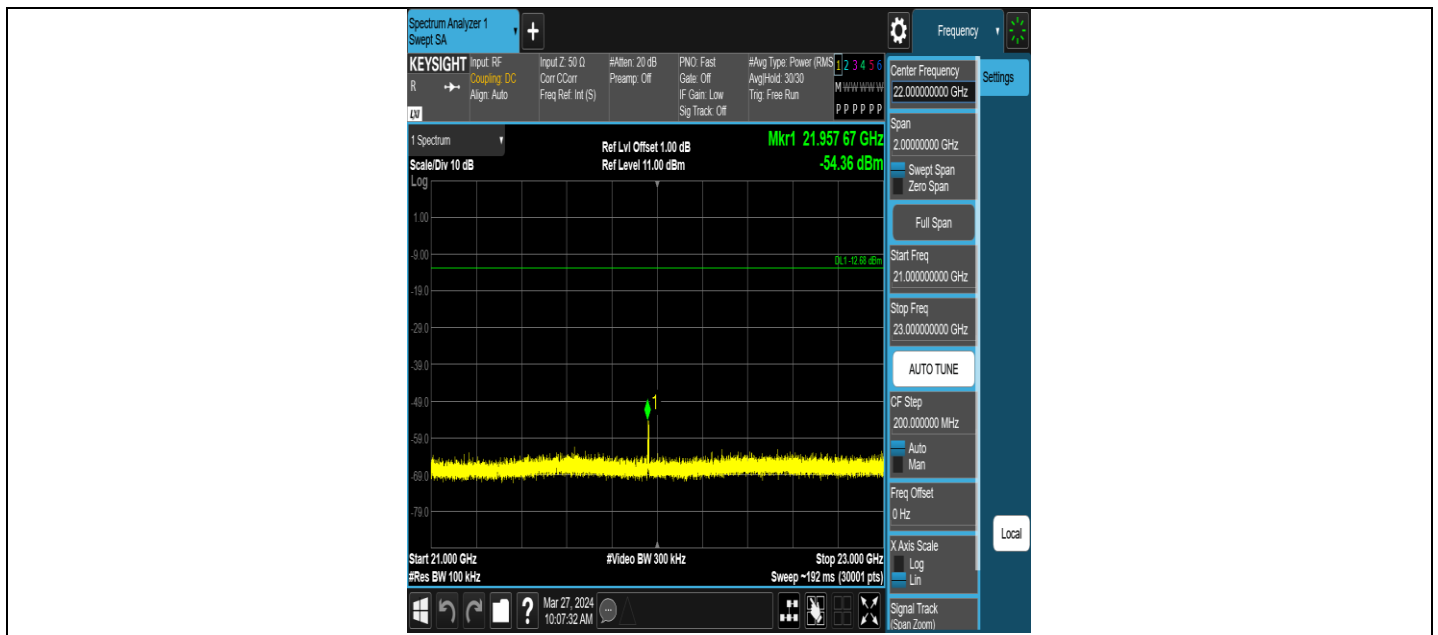 Spectrum Analyzer 1
Swept SA
+
Frequency
KEYSIGHT
R
LXI
Input: RF
Coupling: DC
Align: Auto
Input Z: 50 Ω
Corr CCorr
Freq Ref: Int (S)
#Atten: 20 dB
Preamp: Off
PNO: Fast
Gate: Off
IF Gain: Low
Sig Track: Off
#Avg Type: Power (RMS
Avg|Hold: 30/30
Trig: Free Run
1 2 3 4 5 6
M W W W W W
P P P P P P
1 Spectrum
Scale/Div 10 dB
Log
Ref Lvl Offset 1.00 dB
Ref Level 11.00 dBm
Mkr1 21.957 67 GHz
-54.36 dBm
1.00
-9.00
DL1 -12.68 dBm
-19.0
-29.0
-39.0
-49.0
1
-59.0
-69.0
-79.0
Start 21.000 GHz
#Res BW 100 kHz
#Video BW 300 kHz
Stop 23.000 GHz
Sweep ~192 ms (30001 pts)
Center Frequency
22.000000000 GHz
Settings
Span
2.00000000 GHz
Swept Span
Zero Span
Full Span
Start Freq
21.000000000 GHz
Stop Freq
23.000000000 GHz
AUTO TUNE
CF Step
200.000000 MHz
Auto
Man
Freq Offset
0 Hz
X Axis Scale
Log
Lin
Local
Signal Track
(Span Zoom)
?
Mar 27, 2024
10:07:32 AM